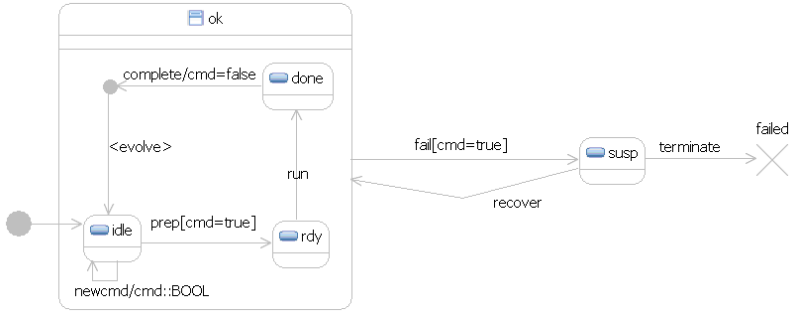 ok
complete/cmd=false
done
<evolve>
fail[cmd=true]
susp
terminate
failed
run
recover
idle
prep[cmd=true]
rdy
newcmd/cmd::BOOL